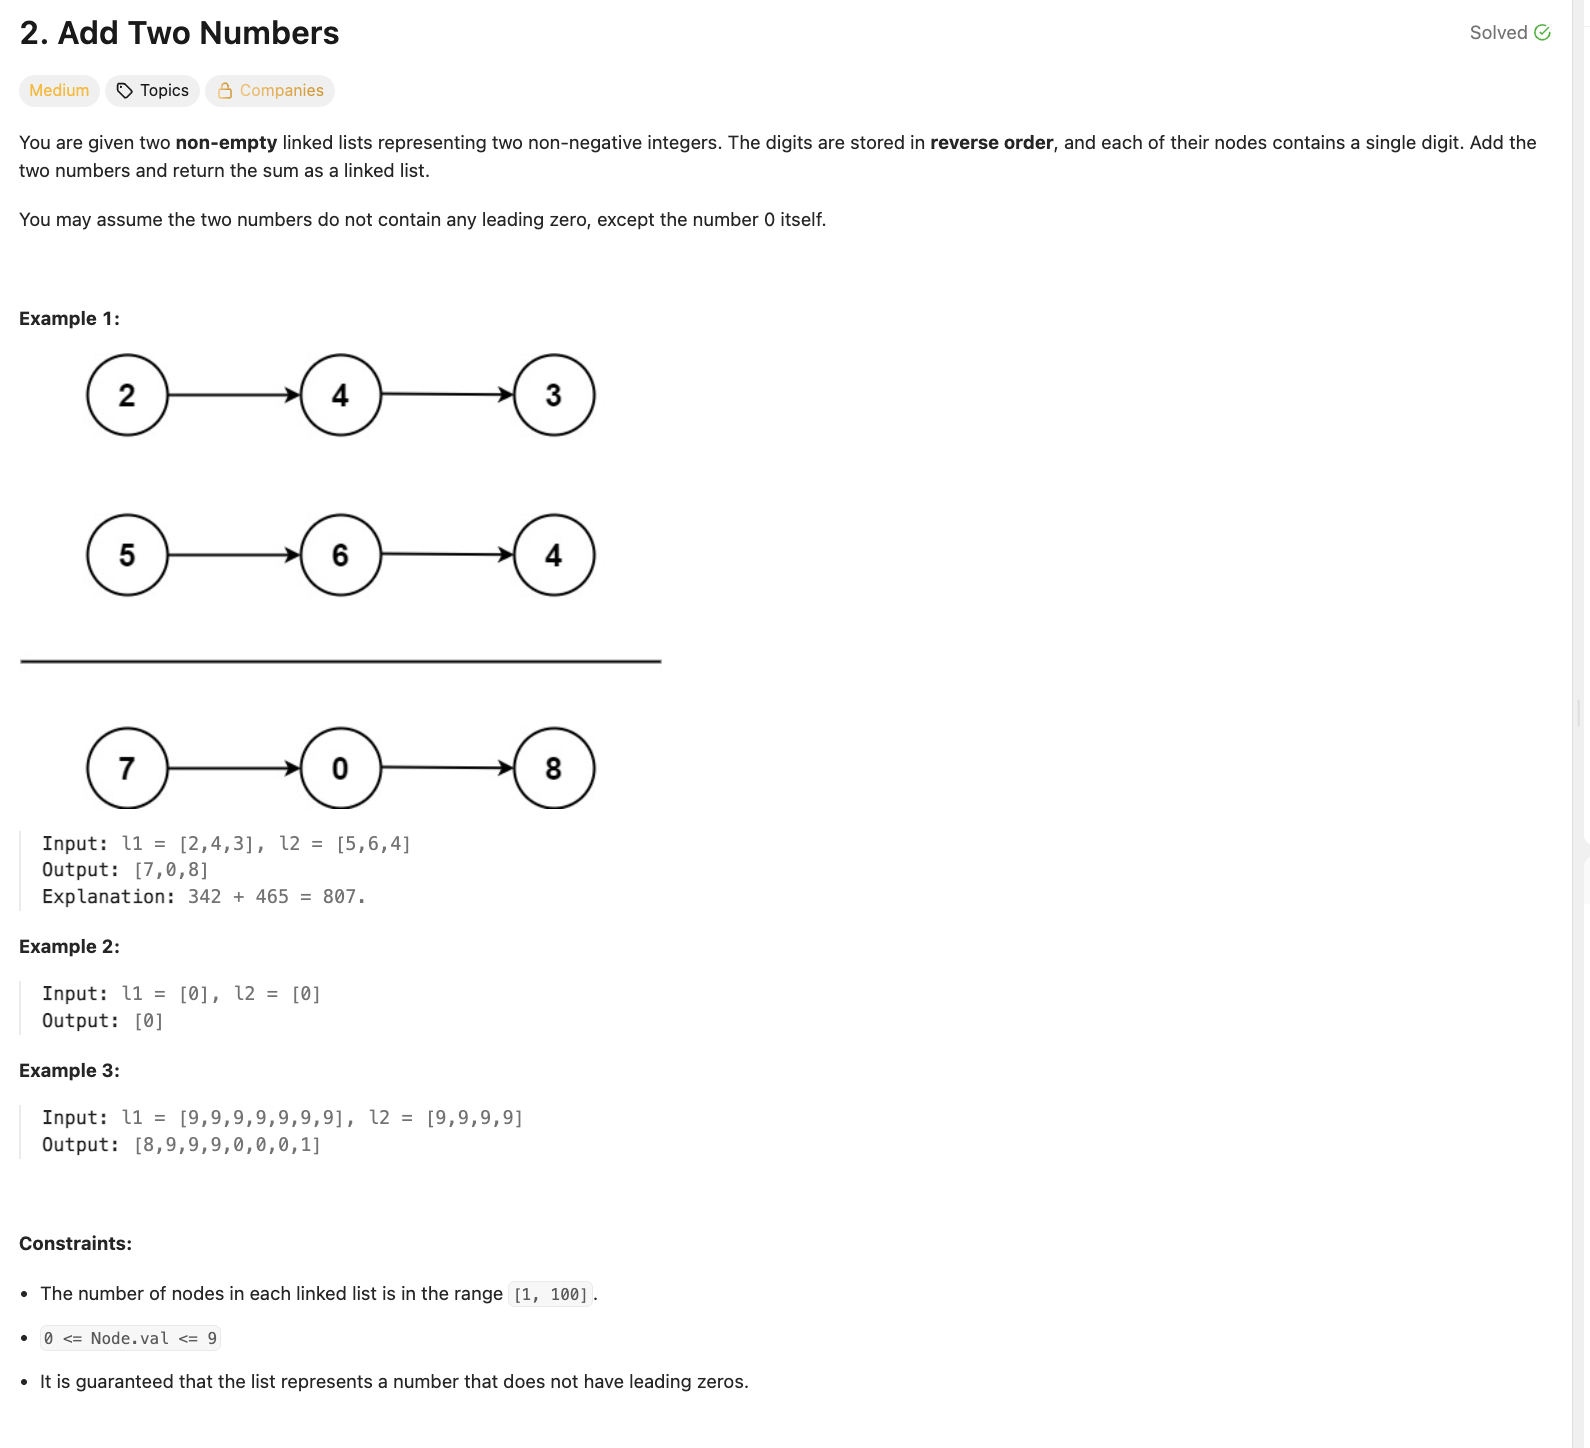 2. Add Two Numbers
Solved
Medium Topics Companies
You are given two non-empty linked lists representing two non-negative integers. The digits are stored in reverse order, and each of their nodes contains a single digit. Add the
two numbers and return the sum as a linked list.
You may assume the two numbers do not contain any leading zero, except the number 0 itself.
Example 1:
2 4 3
5 6 4
7 0 8
Input: l1 = [2,4,3], l2 = [5,6,4]
Output: [7,0,8]
Explanation: 342 + 465 = 807.
Example 2:
Input: l1 = [0], l2 = [0]
Output: [0]
Example 3:
Input: l1 = [9,9,9,9,9,9,9], l2 = [9,9,9,9]
Output: [8,9,9,9,0,0,0,1]
Constraints:
• The number of nodes in each linked list is in the range [1, 100].
• 0 <= Node.val <= 9
• It is guaranteed that the list represents a number that does not have leading zeros.